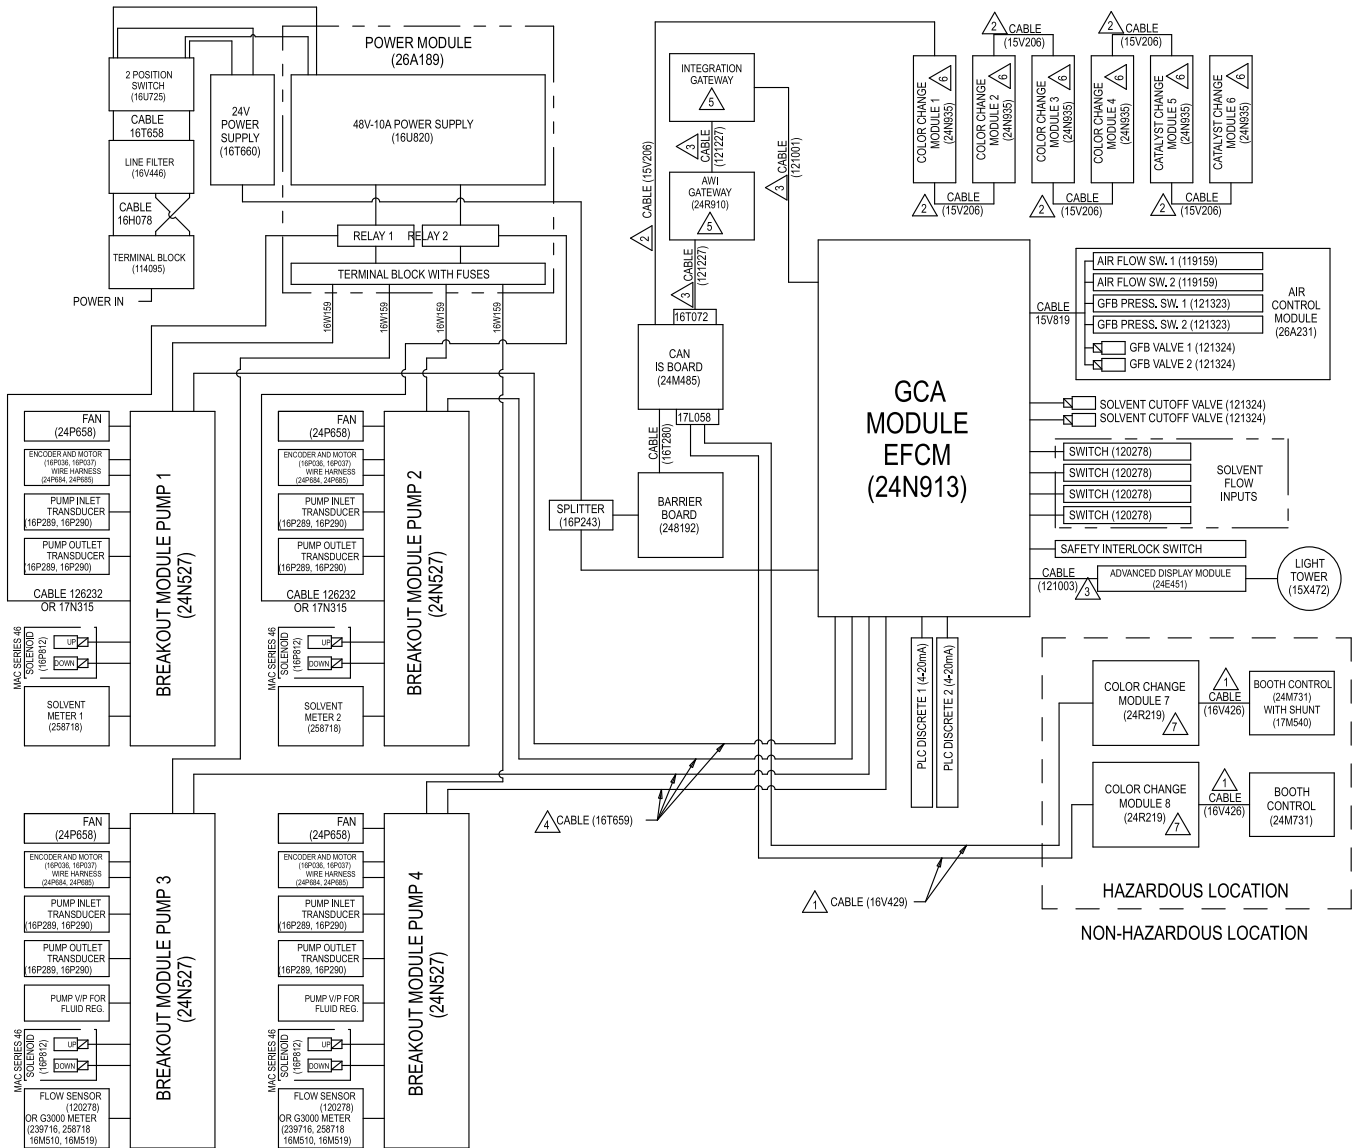 POWER MODULE
(26A189)
2 POSITION
SWITCH
(16U725)
CABLE
16T658
LINE FILTER
(16V446)
CABLE
16H078
TERMINAL BLOCK
(114095)
POWER IN
24V
POWER
SUPPLY
(16T660)
48V-10A POWER SUPPLY
(16U820)
RELAY 1
RELAY 2
TERMINAL BLOCK WITH FUSES
16W159
16W159
16W159
16W159
FAN
(24P658)
ENCODER AND MOTOR
(16P036, 16P037)
WIRE HARNESS
(24P684, 24P685)
PUMP INLET
TRANSDUCER
(16P289, 16P290)
PUMP OUTLET
TRANSDUCER
(16P289, 16P290)
CABLE 126232
OR 17N315
MAC SERIES 46
SOLENOID
(16P812)
UP
DOWN
SOLVENT
METER 1
(258718)
BREAKOUT MODULE PUMP 1
(24N527)
FAN
(24P658)
ENCODER AND MOTOR
(16P036, 16P037)
WIRE HARNESS
(24P684, 24P685)
PUMP INLET
TRANSDUCER
(16P289, 16P290)
PUMP OUTLET
TRANSDUCER
(16P289, 16P290)
CABLE 126232
OR 17N315
MAC SERIES 46
SOLENOID
(16P812)
UP
DOWN
SOLVENT
METER 2
(258718)
BREAKOUT MODULE PUMP 2
(24N527)
FAN
(24P658)
ENCODER AND MOTOR
(16P036, 16P037)
WIRE HARNESS
(24P684, 24P685)
PUMP INLET
TRANSDUCER
(16P289, 16P290)
PUMP OUTLET
TRANSDUCER
(16P289, 16P290)
PUMP V/P FOR
FLUID REG.
MAC SERIES 46
SOLENOID
(16P812)
UP
DOWN
FLOW SENSOR
(120278)
OR G3000 METER
(239716, 258718
16M510, 16M519)
BREAKOUT MODULE PUMP 3
(24N527)
FAN
(24P658)
ENCODER AND MOTOR
(16P036, 16P037)
WIRE HARNESS
(24P684, 24P685)
PUMP INLET
TRANSDUCER
(16P289, 16P290)
PUMP OUTLET
TRANSDUCER
(16P289, 16P290)
PUMP V/P FOR
FLUID REG.
MAC SERIES 46
SOLENOID
(16P812)
UP
DOWN
FLOW SENSOR
(120278)
OR G3000 METER
(239716, 258718
16M510, 16M519)
BREAKOUT MODULE PUMP 4
(24N527)
INTEGRATION
GATEWAY
5
3
CABLE
(121227)
AWI
GATEWAY
(24R910)
5
3
CABLE
(121227)
2
CABLE (15V206)
3
CABLE
(121001)
16T072
CAN
IS BOARD
(24M485)
17L058
CABLE
(16T280)
BARRIER
BOARD
(248192)
SPLITTER
(16P243)
4
CABLE (16T659)
1
CABLE (16V429)
2
CABLE
(15V206)
2
CABLE
(15V206)
COLOR CHANGE
MODULE 1
(24N935)
6
COLOR CHANGE
MODULE 2
(24N935)
6
COLOR CHANGE
MODULE 3
(24N935)
6
COLOR CHANGE
MODULE 4
(24N935)
6
CATALYST CHANGE
MODULE 5
(24N935)
6
CATALYST CHANGE
MODULE 6
(24N935)
6
2
CABLE
(15V206)
2
CABLE
(15V206)
2
CABLE
(15V206)
GCA
MODULE
EFCM
(24N913)
CABLE
15V819
AIR FLOW SW. 1 (119159)
AIR FLOW SW. 2 (119159)
GFB PRESS. SW. 1 (121323)
GFB PRESS. SW. 2 (121323)
GFB VALVE 1 (121324)
GFB VALVE 2 (121324)
AIR
CONTROL
MODULE
(26A231)
SOLVENT CUTOFF VALVE (121324)
SOLVENT CUTOFF VALVE (121324)
SWITCH (120278)
SWITCH (120278)
SWITCH (120278)
SWITCH (120278)
SOLVENT
FLOW
INPUTS
SAFETY INTERLOCK SWITCH
CABLE
(121003)
3
ADVANCED DISPLAY MODULE
(24E451)
LIGHT
TOWER
(15X472)
PLC DISCRETE 1 (4-20mA)
PLC DISCRETE 2 (4-20mA)
COLOR CHANGE
MODULE 7
(24R219)
7
1
CABLE
(16V426)
BOOTH CONTROL
(24M731)
WITH SHUNT
(17M540)
COLOR CHANGE
MODULE 8
(24R219)
7
1
CABLE
(16V426)
BOOTH
CONTROL
(24M731)
HAZARDOUS LOCATION
NON-HAZARDOUS LOCATION